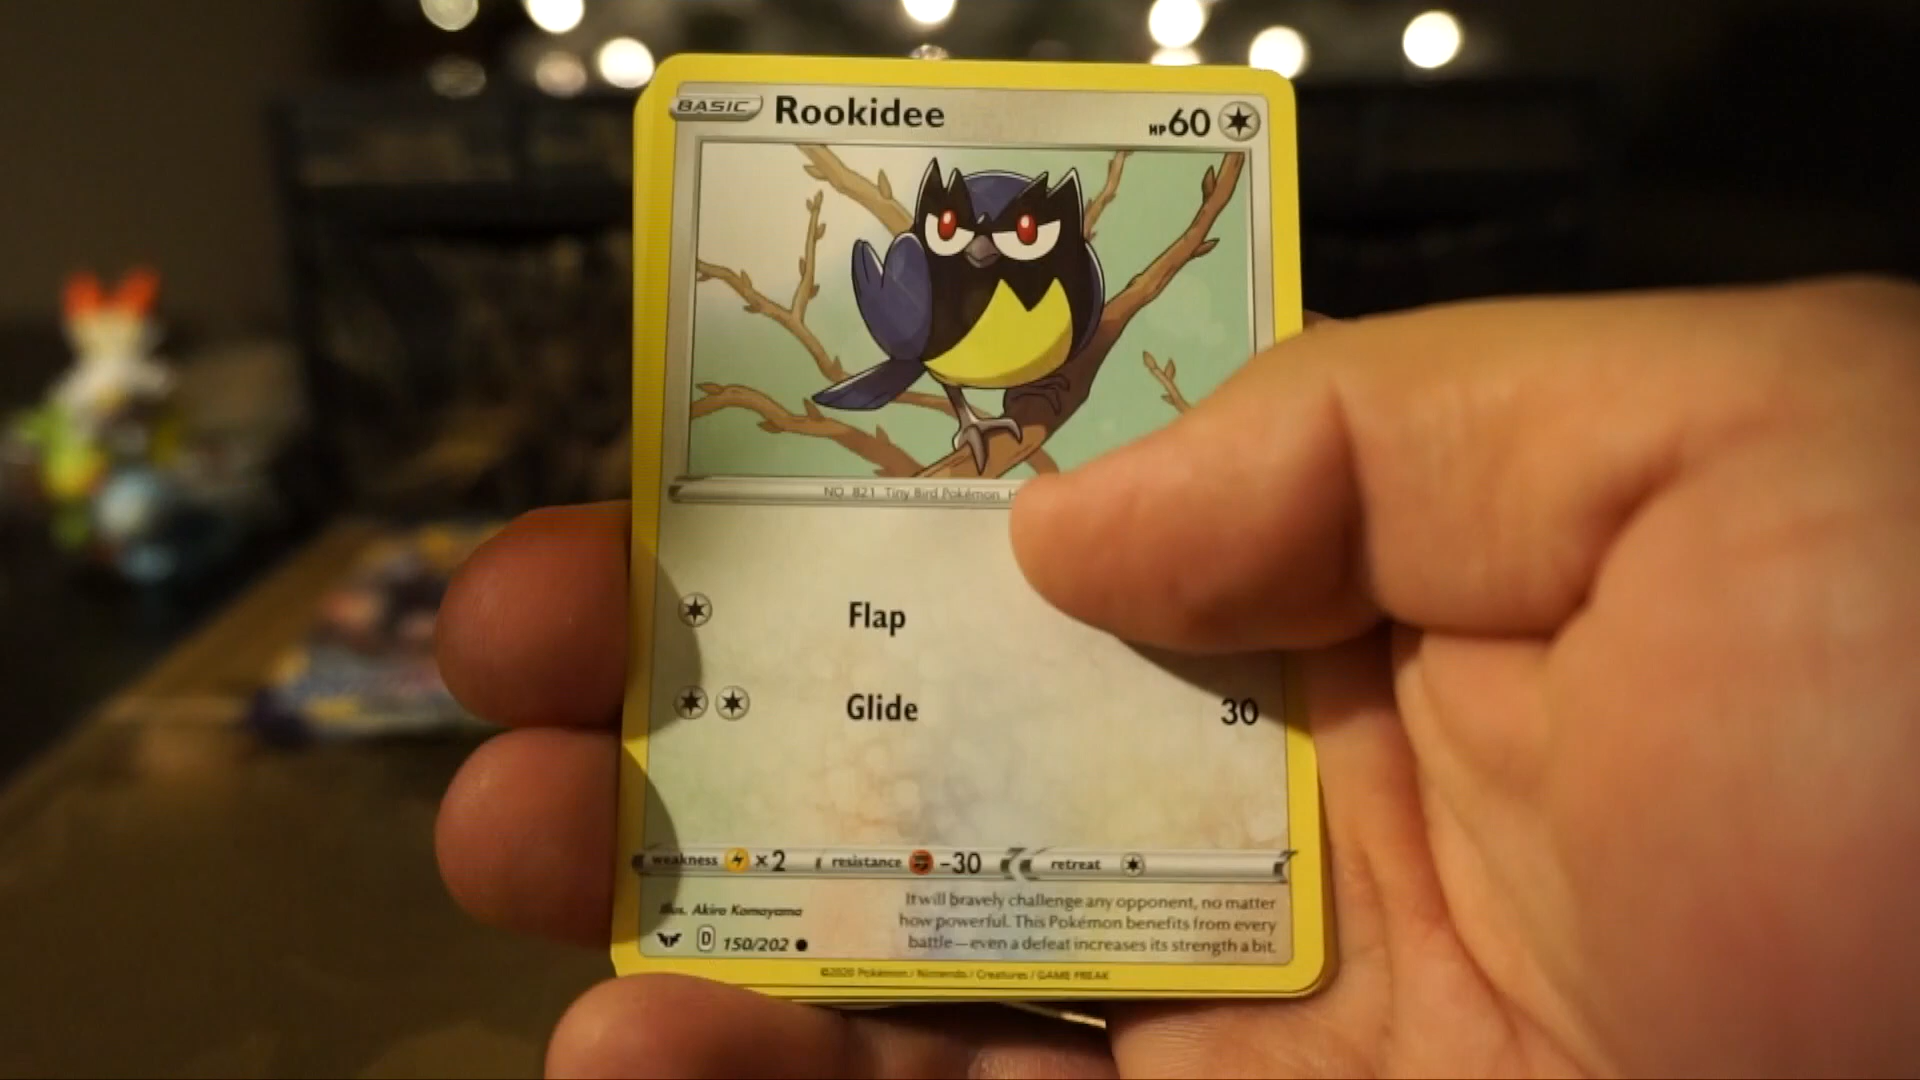 BASIC Rookidee HP 60
NO. 821 Tiny Bird Pokémon H
Flap
Glide 30
weakness ×2 resistance -30 retreat
Illus. Akira Komayama
It will bravely challenge any opponent, no matter
how powerful. This Pokémon benefits from every
battle—even a defeat increases its strength a bit.
D 150/202
©2020 Pokémon / Nintendo / Creatures / GAME FREAK